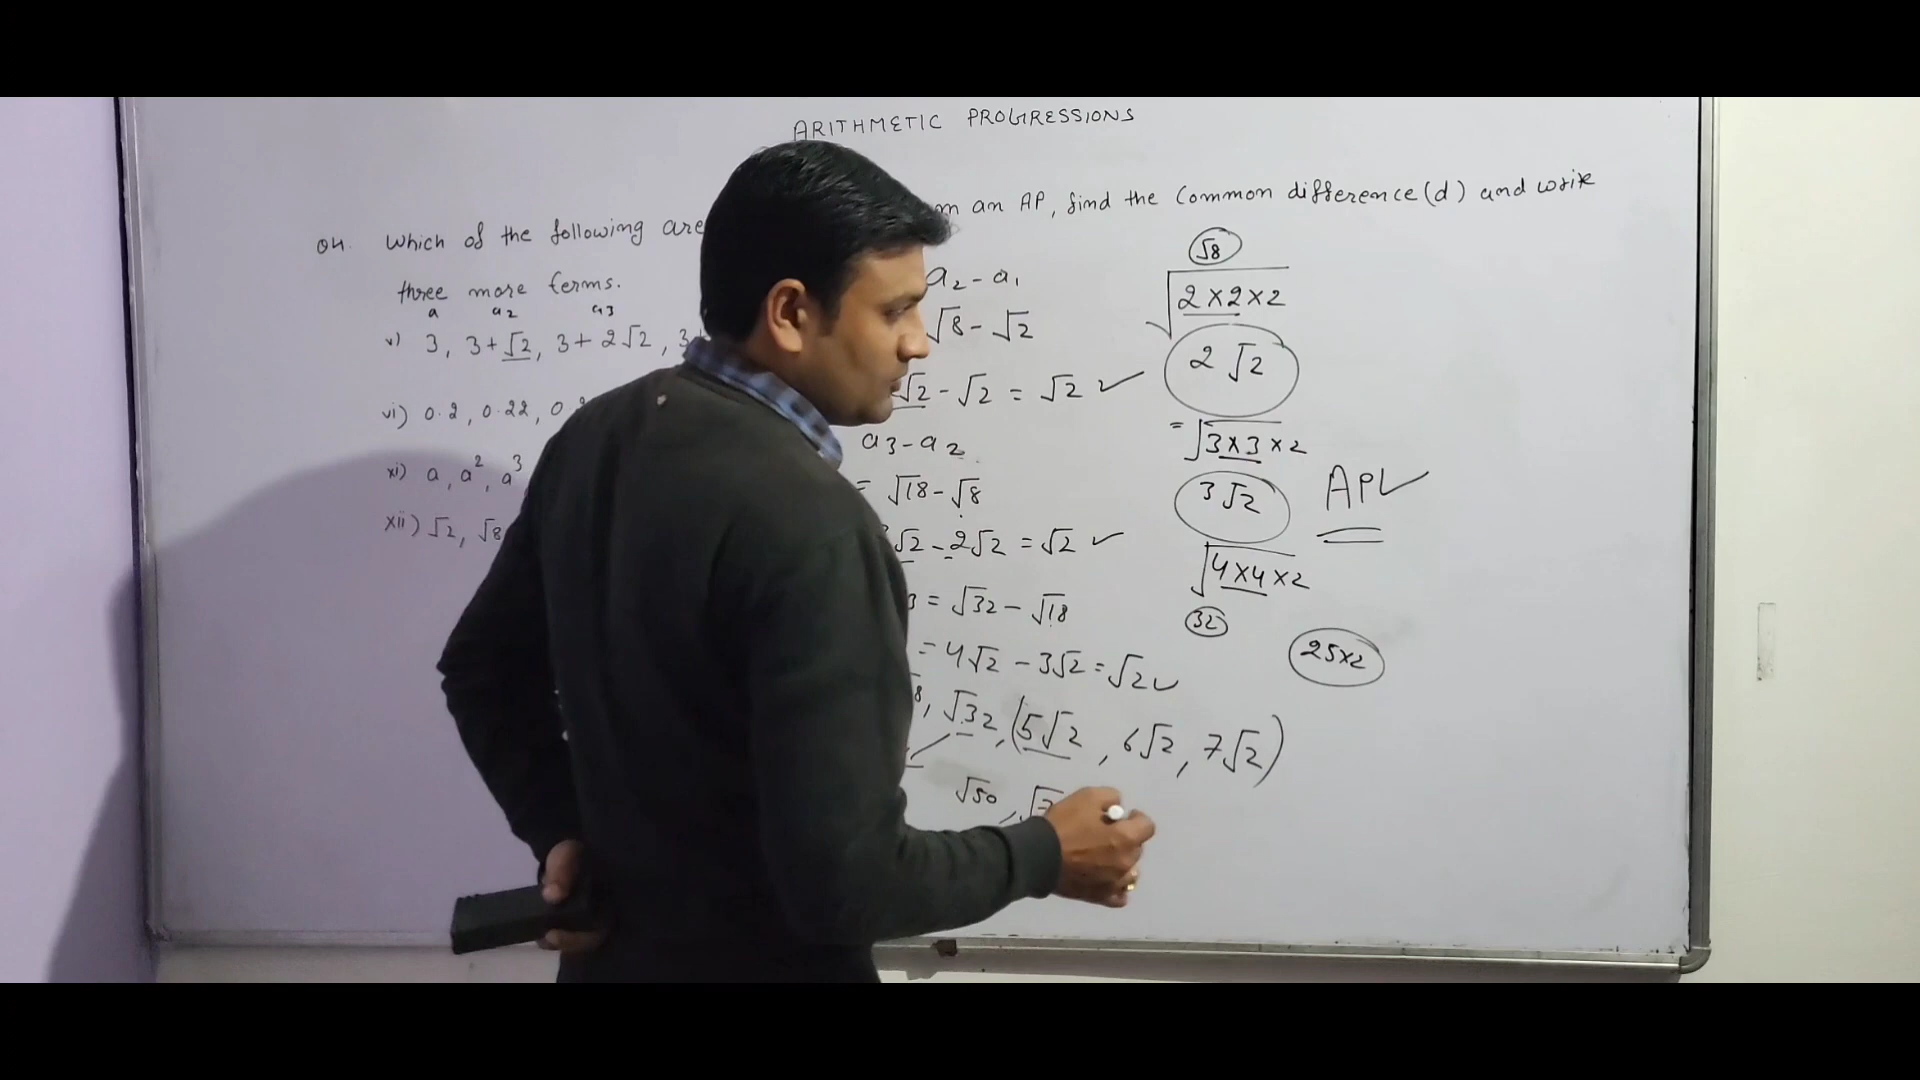 ARITHMETIC PROGRESSIONS
Q4. Which of the following are an AP, find the Common difference (d) and write
three more terms.
a a2 a3
v) 3, 3+√2, 3+2√2, 3
vi) 0.2, 0.22, 0
xi) a, a², a³
xii) √2, √8
a2 - a1
√8 - √2
√2 - √2 = √2 ✓
a3 - a2
= √18 - √8
√2 - 2√2 = √2 ✓
3 = √32 - √18
= 4√2 - 3√2 = √2 ✓
8, √32, (5√2, 6√2, 7√2)
√50, √7
√8
√2×2×2
2√2
= √3×3×2
3√2
AP ✓
√4×4×2
32
25×2